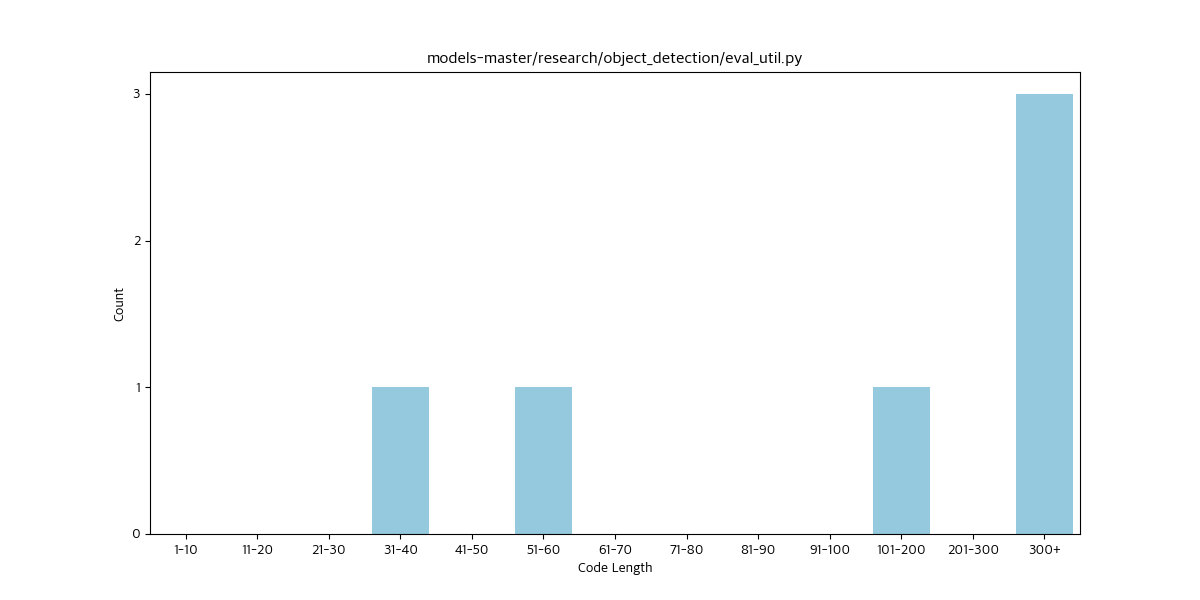 models-master/research/object_detection/eval_util.py
3
2
1
0
Count
1-10 11-20 21-30 31-40 41-50 51-60 61-70 71-80 81-90 91-100 101-200 201-300 300+
Code Length